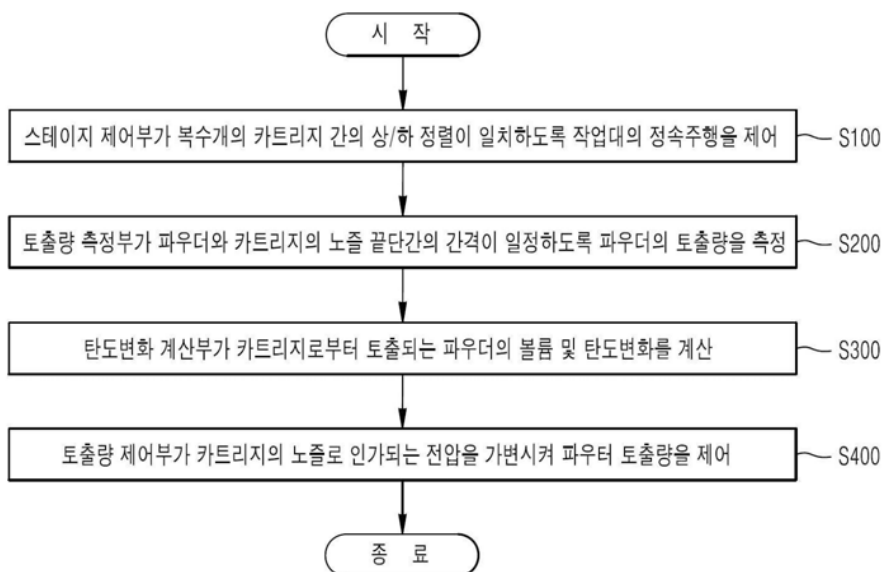 시 작
스테이지 제어부가 복수개의 카트리지 간의 상/하 정렬이 일치하도록 작업대의 정속주행을 제어 S100
토출량 측정부가 파우더와 카트리지의 노즐 끝단간의 간격이 일정하도록 파우더의 토출량을 측정 S200
탄도변화 계산부가 카트리지로부터 토출되는 파우더의 볼륨 및 탄도변화를 계산 S300
토출량 제어부가 카트리지의 노즐로 인가되는 전압을 가변시켜 파우터 토출량을 제어 S400
종 료